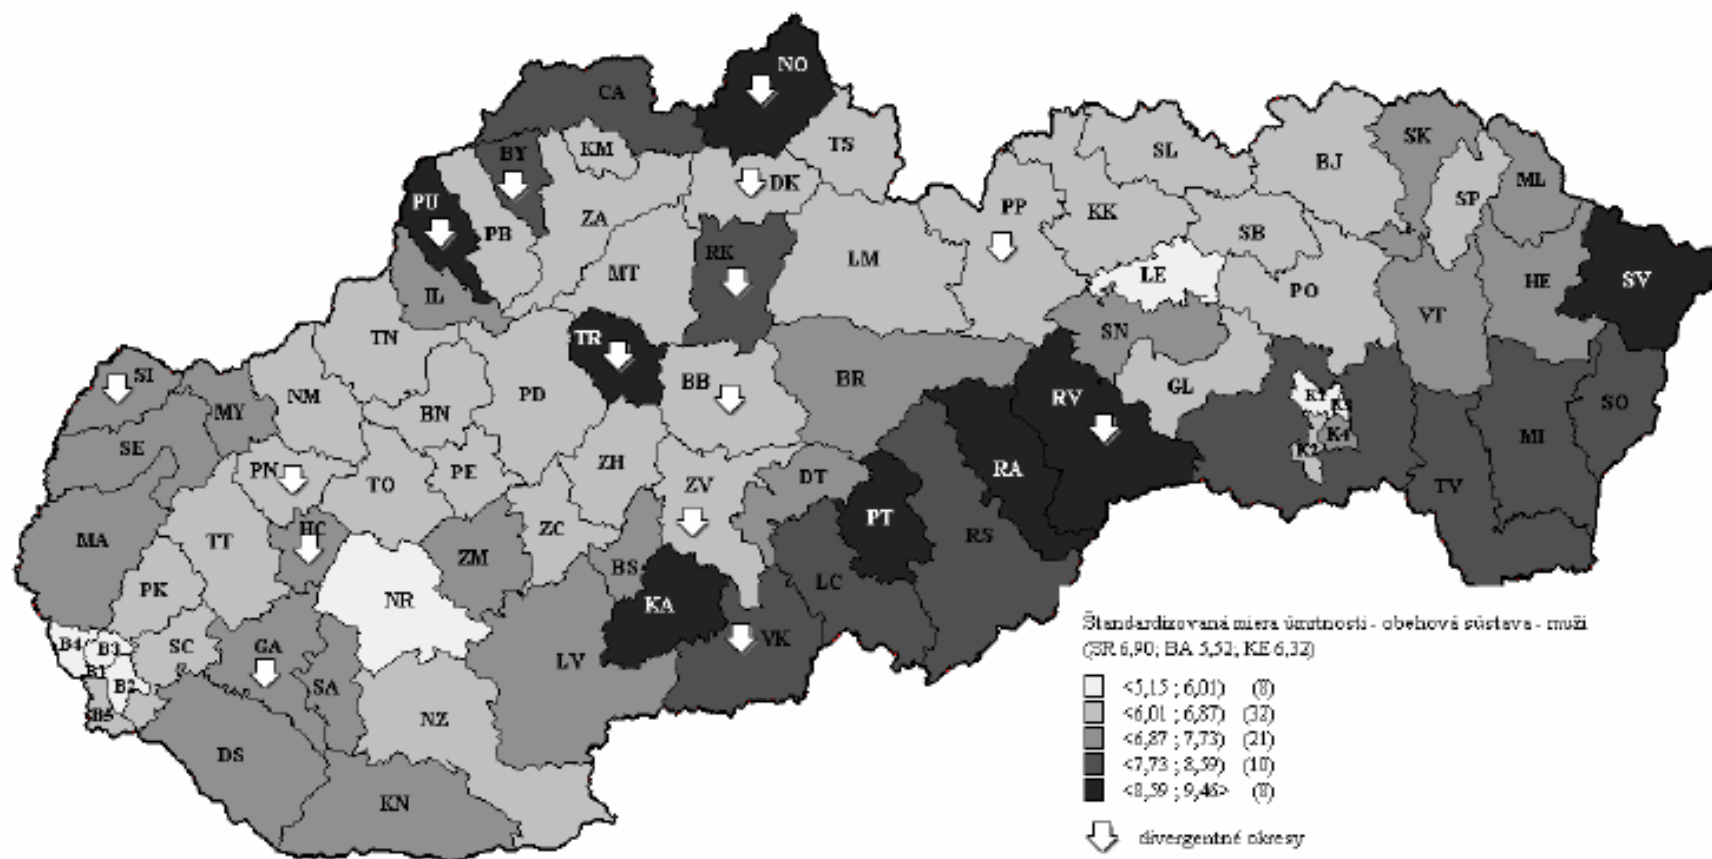 NO
CA
TS
KM
BY
SL
BJ
SK
ML
DK
PU
SP
PP
KK
ZA
PB
SB
RK
LM
MT
LE
PO
HE
SV
IL
VT
SN
TN
TR
SI
BB
BR
GL
NM
PD
K1
K3
RV
SO
MY
BN
K4
MI
SE
K2
PN
ZH
RA
TO
PE
ZV
DT
TV
PT
HC
MA
TT
ZC
RS
ZM
BS
LC
PK
NR
KA
VK
B4
B3
SC
GA
LV
B1
B2
SA
B5
NZ
DS
KN
Štandardizovaná miera úmrtnosti - obehová sústava - muži
(SR 6,90; BA 5,52; KE 6,32)
<5,15 ; 6,01) (8)
<6,01 ; 6,87) (32)
<6,87 ; 7,73) (21)
<7,73 ; 8,59) (10)
<8,59 ; 9,46> (8)
divergentné okresy